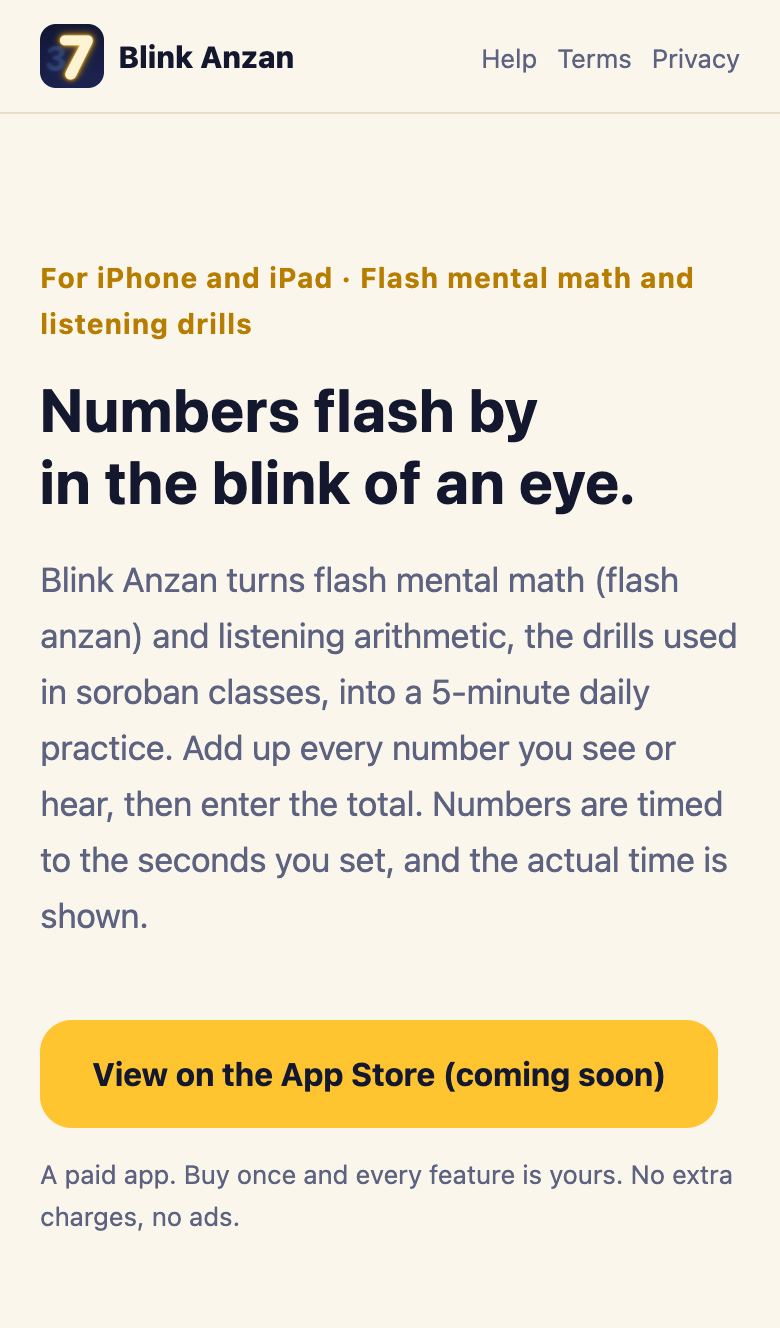 37
Blink Anzan
Help Terms Privacy
For iPhone and iPad · Flash mental math and
listening drills
Numbers flash by
in the blink of an eye.
Blink Anzan turns flash mental math (flash
anzan) and listening arithmetic, the drills used
in soroban classes, into a 5-minute daily
practice. Add up every number you see or
hear, then enter the total. Numbers are timed
to the seconds you set, and the actual time is
shown.
View on the App Store (coming soon)
A paid app. Buy once and every feature is yours. No extra
charges, no ads.